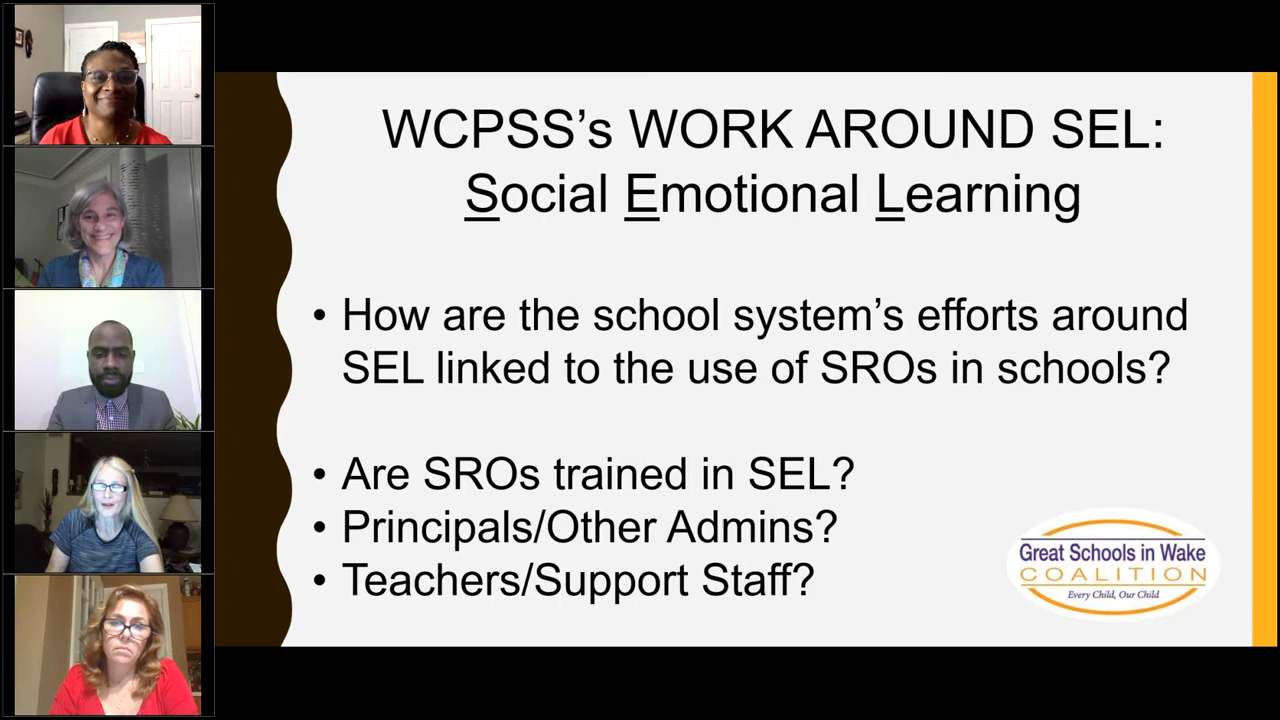 WCPSS’s WORK AROUND SEL:
Social Emotional Learning
• How are the school system’s efforts around
SEL linked to the use of SROs in schools?
• Are SROs trained in SEL?
• Principals/Other Admins?
• Teachers/Support Staff?
Great Schools in Wake
COALITION
Every Child, Our Child